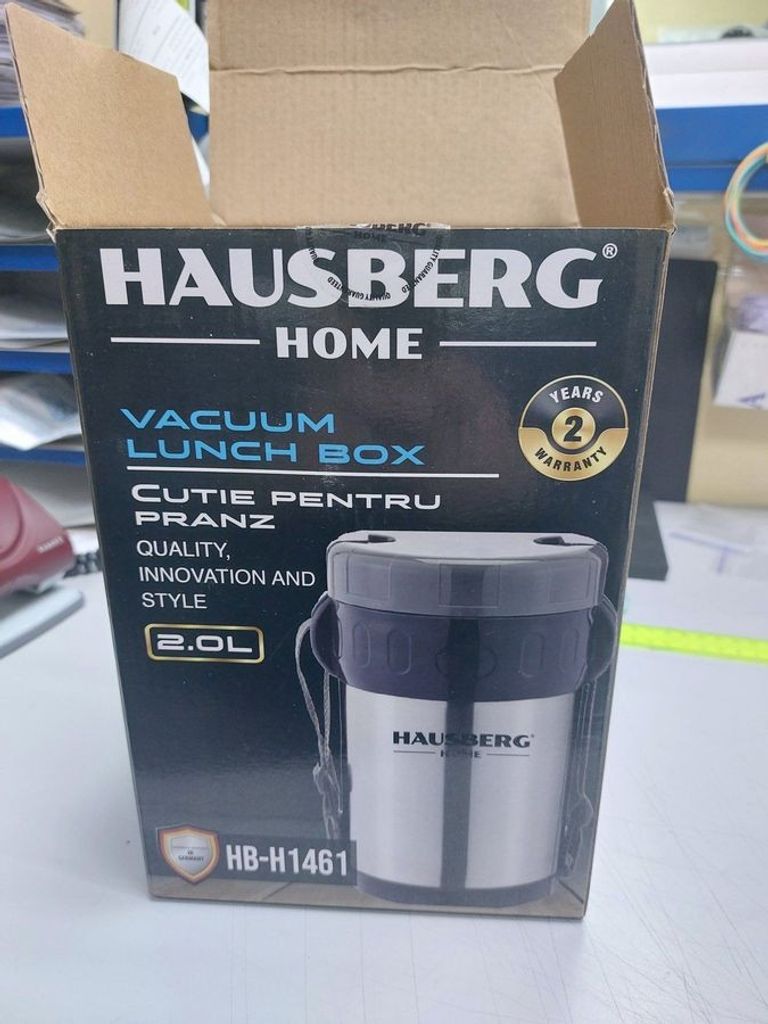 HAUSBERG®
HOME
YEARS
2
WARRANTY
VACUUM
LUNCH BOX
CUTIE PENTRU
PRANZ
QUALITY,
INNOVATION AND
STYLE
2.0L
HAUSBERG
HOME
GERMANY
HB-H1461